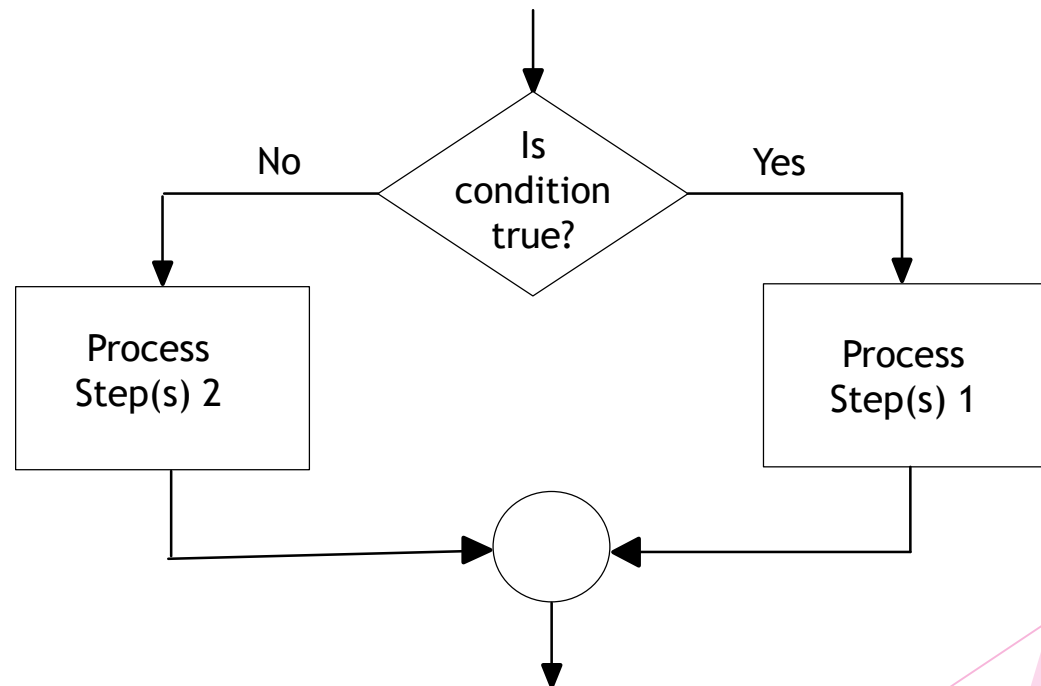 Is
condition
true?
No
Yes
Process
Step(s) 2
Process
Step(s) 1